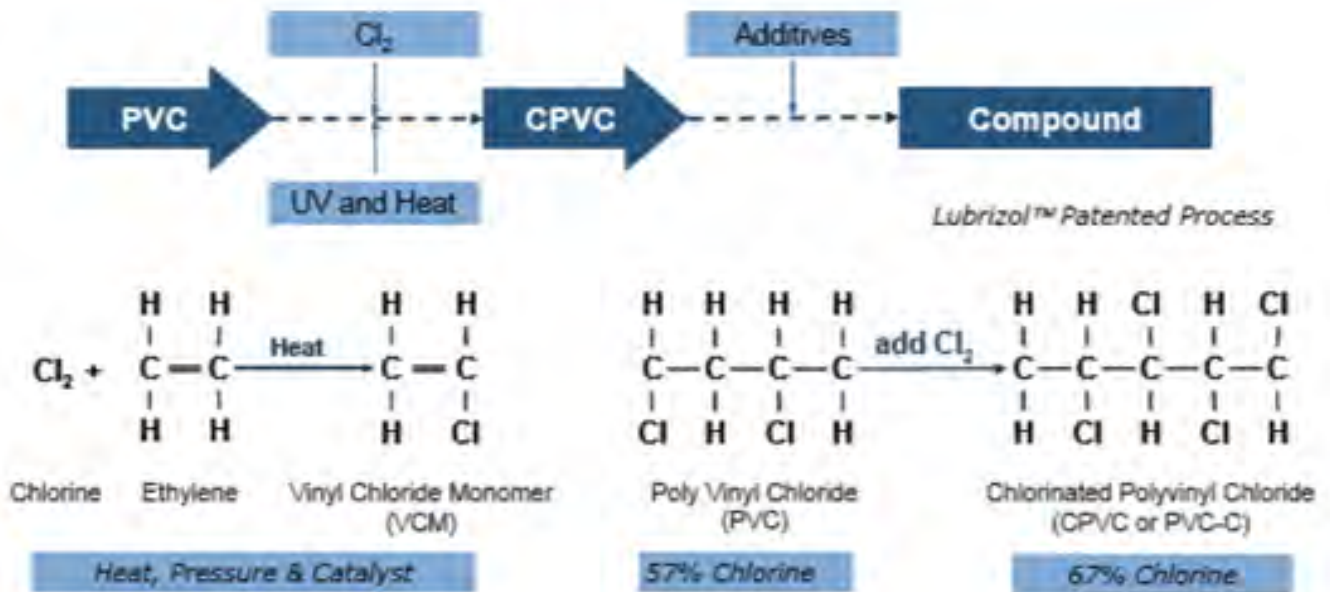 Cl₂
Additives
PVC
CPVC
Compound
UV and Heat
Lubrizol™ Patented Process
H H H H H H H H H H H Cl H Cl
Cl₂ + C = C Heat C = C C — C — C — C add Cl₂ C — C — C — C — C
H H H Cl Cl H Cl H H Cl H Cl H
Chlorine Ethylene Vinyl Chloride Monomer Poly Vinyl Chloride Chlorinated Polyvinyl Chloride
(VCM) (PVC) (CPVC or PVC-C)
Heat, Pressure & Catalyst 57% Chlorine 67% Chlorine